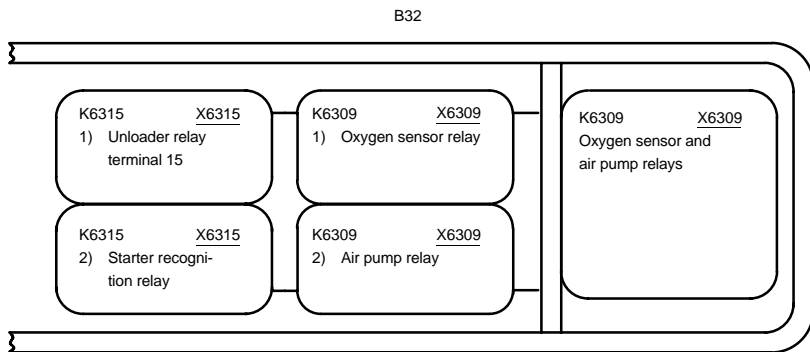 B32
K6315 X6315
1) Unloader relay
terminal 15
K6309 X6309
1) Oxygen sensor relay
K6309 X6309
Oxygen sensor and
air pump relays
K6315 X6315
2) Starter recogni-
tion relay
K6309 X6309
2) Air pump relay